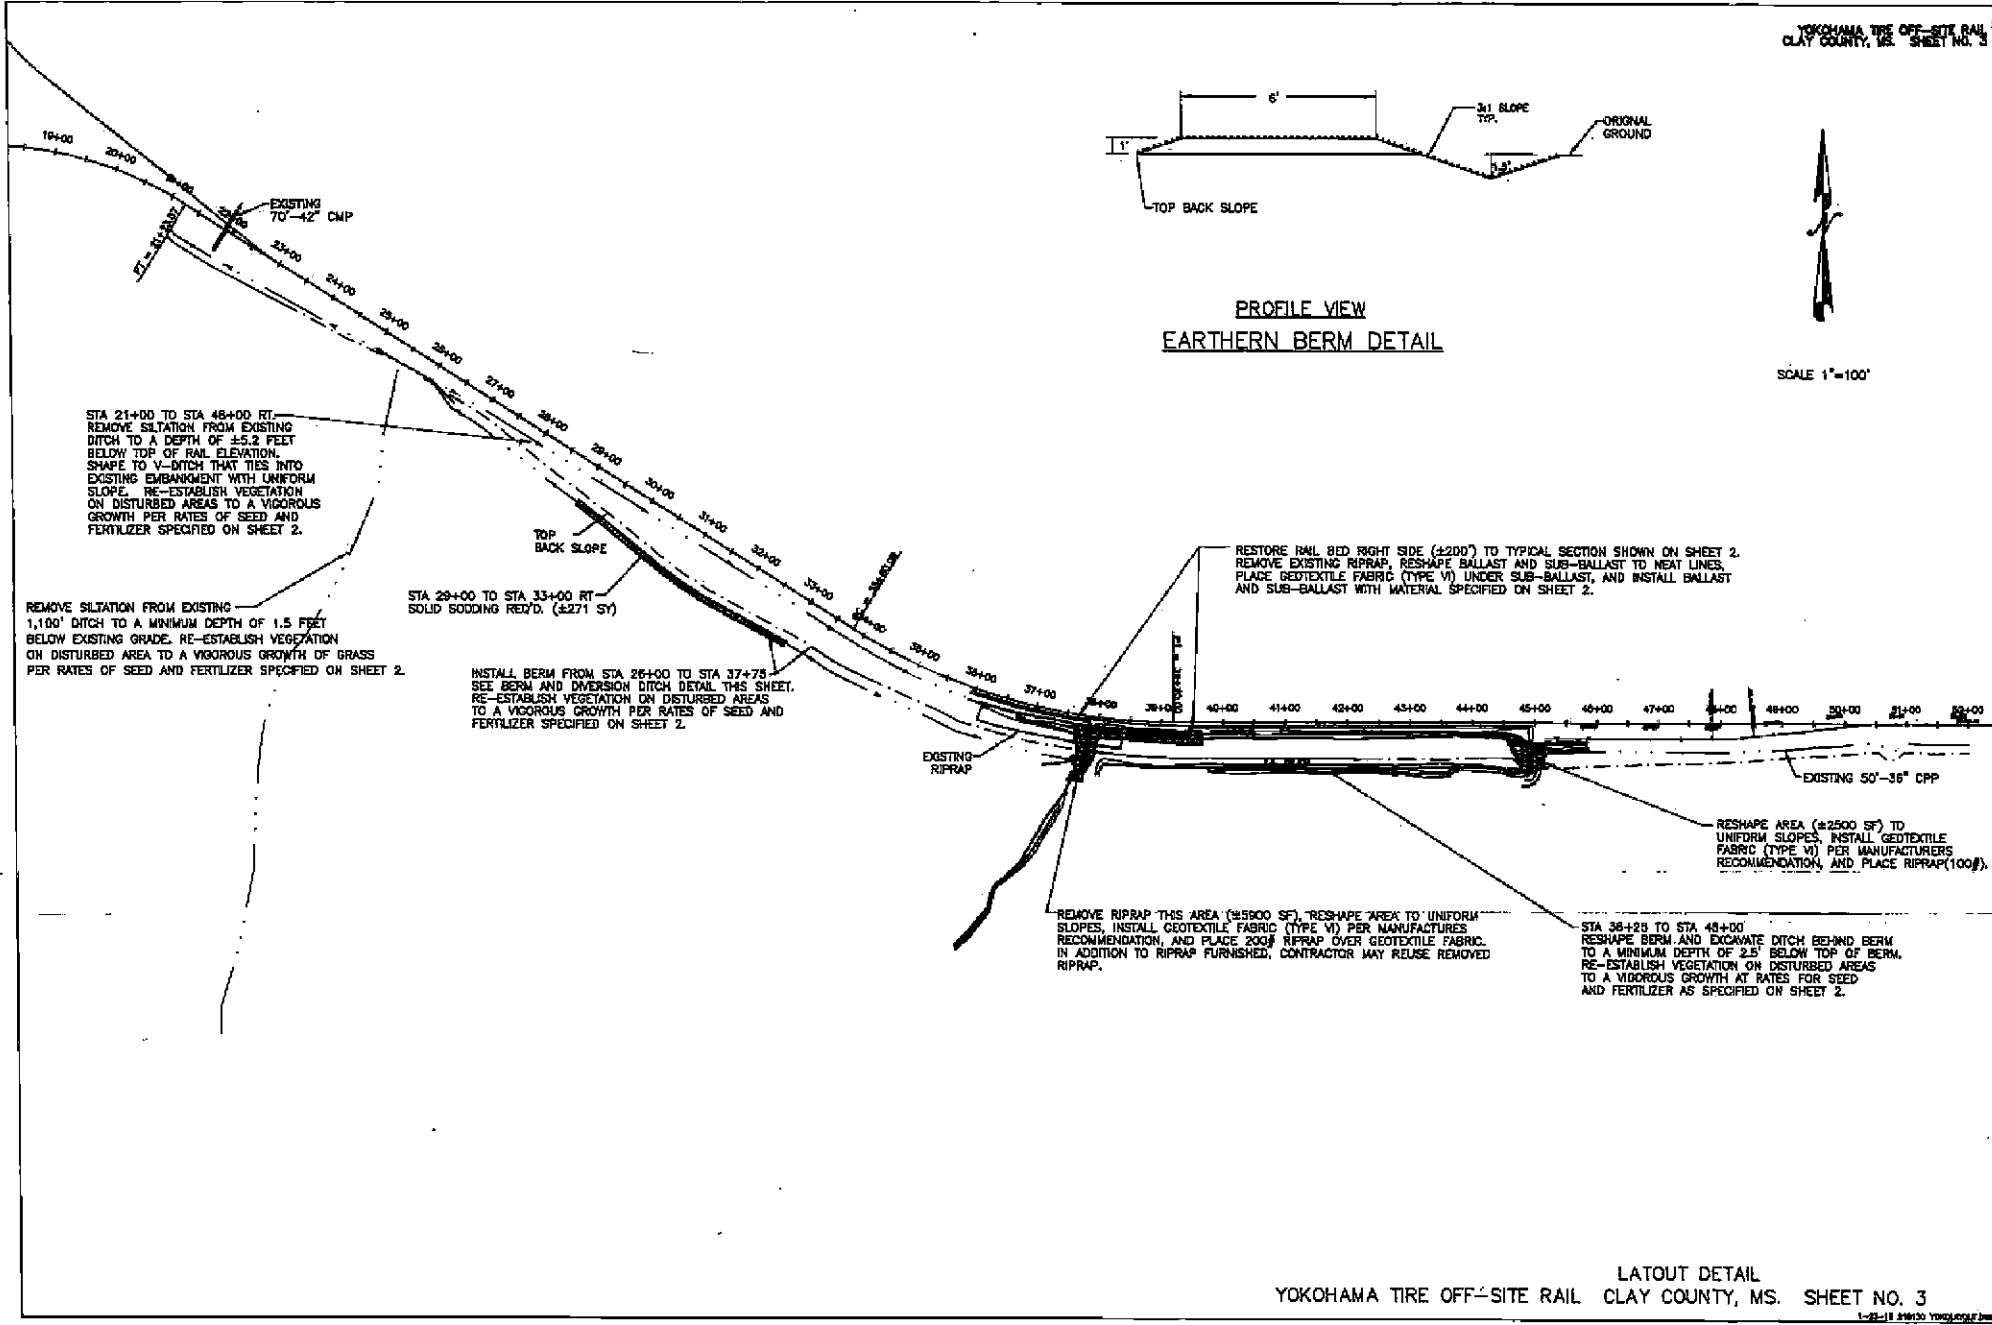 YOKOHAMA TIRE OFF-SITE RAIL
CLAY COUNTY, MS. SHEET NO. 3
6'
3:1 SLOPE
TYP.
ORIGNAL
GROUND
1'
1.5'
TOP BACK SLOPE
PROFILE VIEW
EARTHERN BERM DETAIL
SCALE 1"=100'
19+00
20+00
EXISTING
70'-42" CMP
23+00
24+00
25+00
26+00
27+00
28+00
29+00
30+00
31+00
32+00
33+00
34+00
35+00
36+00
37+00
38+00
39+00
40+00
41+00
42+00
43+00
44+00
45+00
46+00
47+00
48+00
49+00
50+00
51+00
52+00
STA 21+00 TO STA 46+00 RT.
REMOVE SILTATION FROM EXISTING
DITCH TO A DEPTH OF ±5.2 FEET
BELOW TOP OF RAIL ELEVATION.
SHAPE TO V-DITCH THAT TIES INTO
EXISTING EMBANKMENT WITH UNIFORM
SLOPE. RE-ESTABLISH VEGETATION
ON DISTURBED AREAS TO A VIGOROUS
GROWTH PER RATES OF SEED AND
FERTILIZER SPECIFIED ON SHEET 2.
TOP
BACK SLOPE
STA 29+00 TO STA 33+00 RT
SOLID SODDING REQ'D. (±271 SY)
REMOVE SILTATION FROM EXISTING
1,100' DITCH TO A MINIMUM DEPTH OF 1.5 FEET
BELOW EXISTING GRADE. RE-ESTABLISH VEGETATION
ON DISTURBED AREA TO A VIGOROUS GROWTH OF GRASS
PER RATES OF SEED AND FERTILIZER SPECIFIED ON SHEET 2.
INSTALL BERM FROM STA 26+00 TO STA 37+75
SEE BERM AND DIVERSION DITCH DETAIL THIS SHEET.
RE-ESTABLISH VEGETATION ON DISTURBED AREAS
TO A VIGOROUS GROWTH PER RATES OF SEED AND
FERTILIZER SPECIFIED ON SHEET 2.
RESTORE RAIL BED RIGHT SIDE (±200') TO TYPICAL SECTION SHOWN ON SHEET 2.
REMOVE EXISTING RIPRAP, RESHAPE BALLAST AND SUB-BALLAST TO NEAT LINES,
PLACE GEOTEXTILE FABRIC (TYPE VI) UNDER SUB-BALLAST, AND INSTALL BALLAST
AND SUB-BALLAST WITH MATERIAL SPECIFIED ON SHEET 2.
EXISTING
RIPRAP
EXISTING 50'-36" CPP
RESHAPE AREA (±2500 SF) TO
UNIFORM SLOPES, INSTALL GEOTEXTILE
FABRIC (TYPE VI) PER MANUFACTURERS
RECOMMENDATION, AND PLACE RIPRAP(100#).
REMOVE RIPRAP THIS AREA (±5900 SF), RESHAPE AREA TO UNIFORM
SLOPES, INSTALL GEOTEXTILE FABRIC (TYPE VI) PER MANUFACTURES
RECOMMENDATION, AND PLACE 200# RIPRAP OVER GEOTEXTILE FABRIC.
IN ADDITION TO RIPRAP FURNISHED, CONTRACTOR MAY REUSE REMOVED
RIPRAP.
STA 38+25 TO STA 45+00
RESHAPE BERM AND EXCAVATE DITCH BEHIND BERM
TO A MINIMUM DEPTH OF 2.5' BELOW TOP OF BERM.
RE-ESTABLISH VEGETATION ON DISTURBED AREAS
TO A VIGOROUS GROWTH AT RATES FOR SEED
AND FERTILIZER AS SPECIFIED ON SHEET 2.
LATOUT DETAIL
YOKOHAMA TIRE OFF-SITE RAIL CLAY COUNTY, MS. SHEET NO. 3